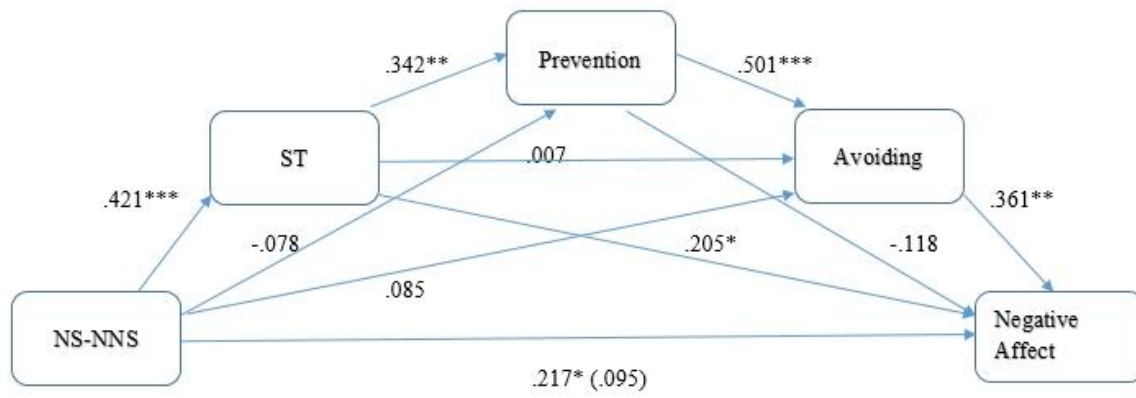 Prevention
.342**
.501***
ST
.007
Avoiding
.421***
.361**
-.078
.205*
-.118
.085
NS-NNS
Negative
Affect
.217* (.095)